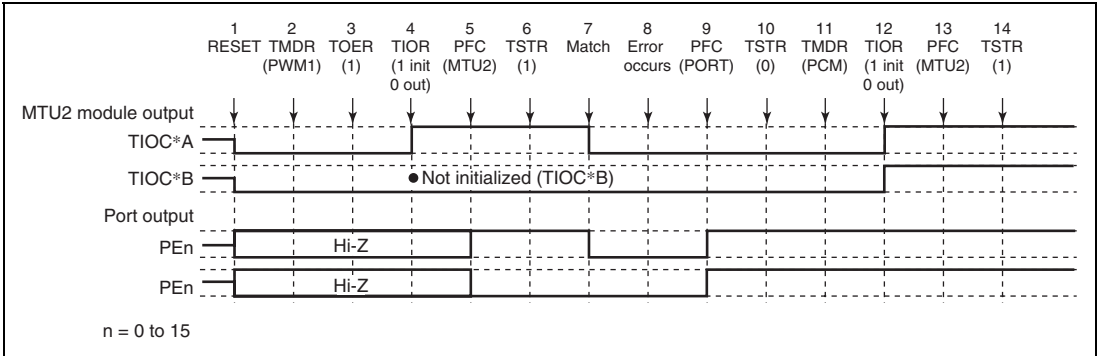 1 2 3 4 5 6 7 8 9 10 11 12 13 14
RESET TMDR TOER TIOR PFC TSTR Match Error PFC TSTR TMDR TIOR PFC TSTR
(PWM1) (1) (1 init (MTU2) (1) occurs (PORT) (0) (PCM) (1 init (MTU2) (1)
0 out) 0 out)
MTU2 module output
TIOC*A
TIOC*B ● Not initialized (TIOC*B)
Port output
PEn Hi-Z
PEn Hi-Z
n = 0 to 15